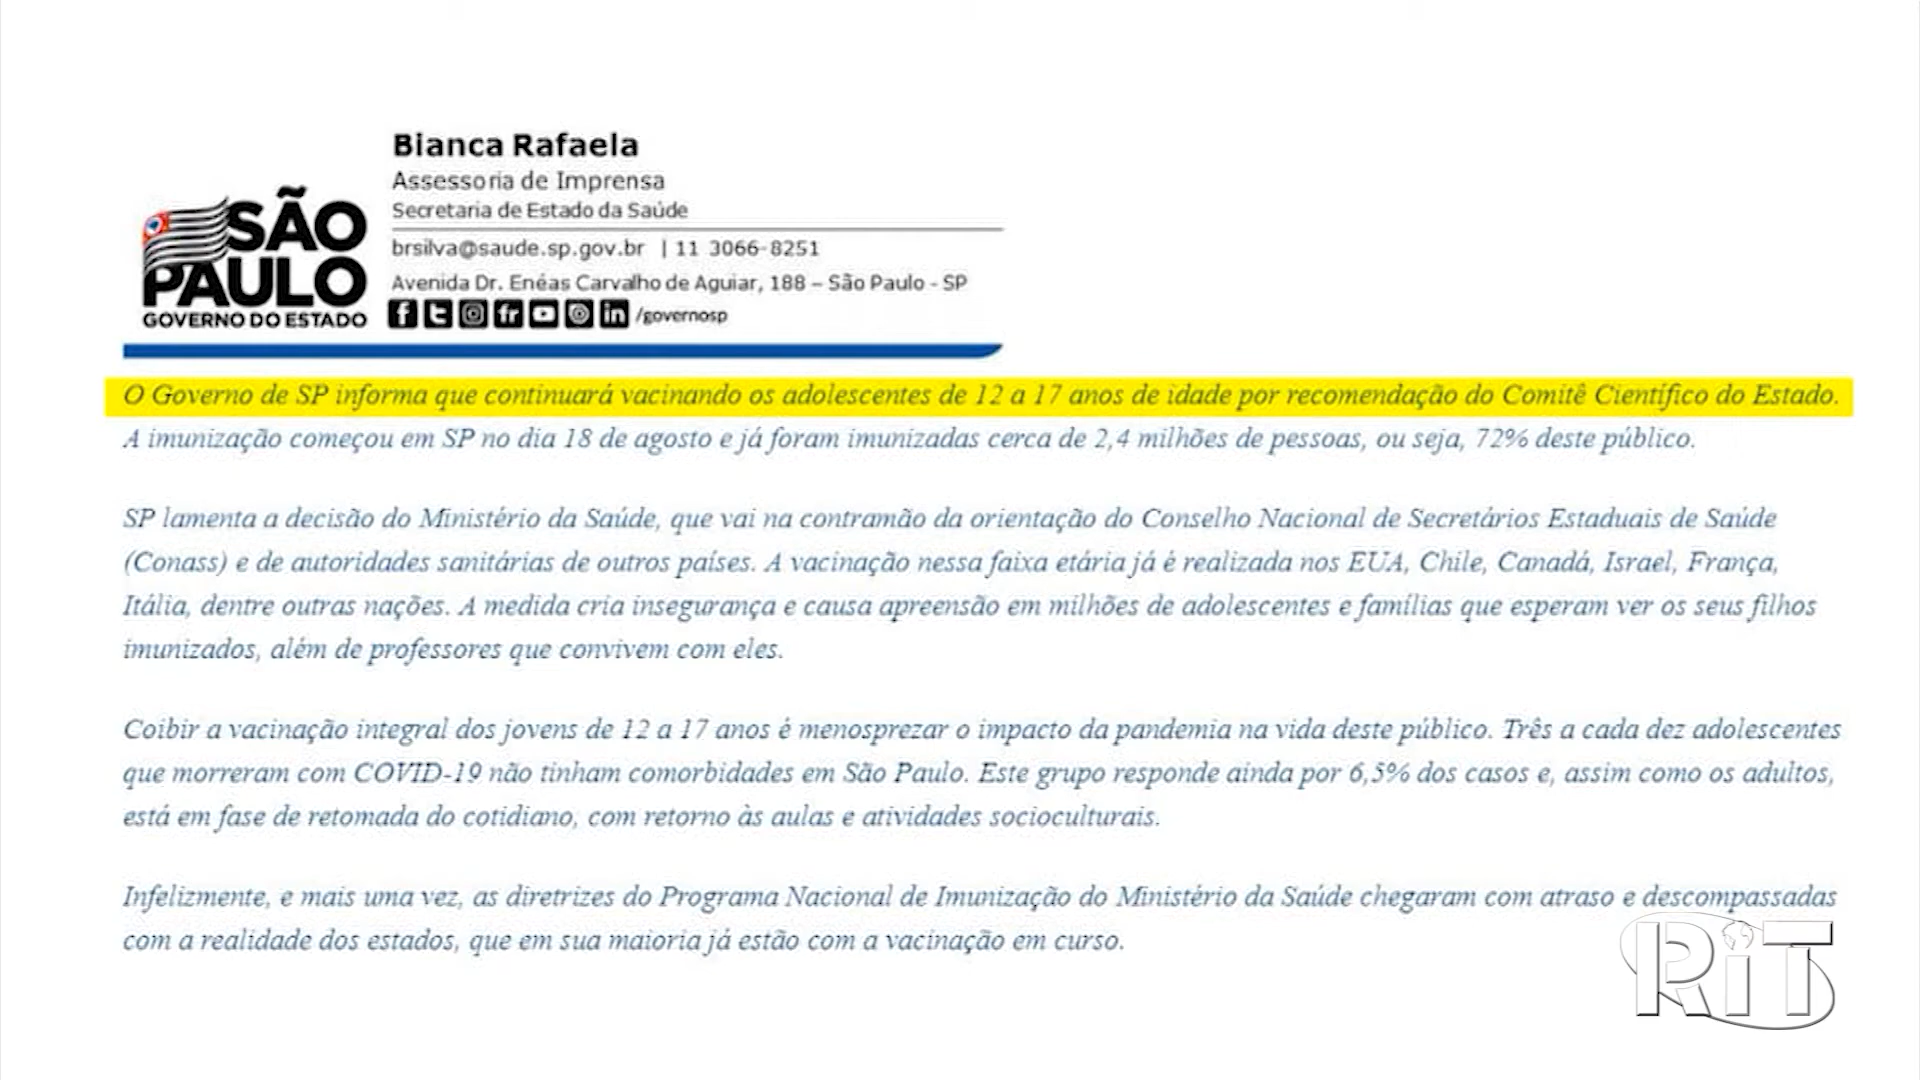 Bianca Rafaela
Assessoria de Imprensa
Secretaria de Estado da Saúde
brsilva@saude.sp.gov.br | 11 3066-8251
Avenida Dr. Enéas Carvalho de Aguiar, 188 – São Paulo - SP
/governosp
SÃO
PAULO
GOVERNO DO ESTADO
O Governo de SP informa que continuará vacinando os adolescentes de 12 a 17 anos de idade por recomendação do Comitê Científico do Estado.
A imunização começou em SP no dia 18 de agosto e já foram imunizadas cerca de 2,4 milhões de pessoas, ou seja, 72% deste público.
SP lamenta a decisão do Ministério da Saúde, que vai na contramão da orientação do Conselho Nacional de Secretários Estaduais de Saúde
(Conass) e de autoridades sanitárias de outros países. A vacinação nessa faixa etária já é realizada nos EUA, Chile, Canadá, Israel, França,
Itália, dentre outras nações. A medida cria insegurança e causa apreensão em milhões de adolescentes e famílias que esperam ver os seus filhos
imunizados, além de professores que convivem com eles.
Coibir a vacinação integral dos jovens de 12 a 17 anos é menosprezar o impacto da pandemia na vida deste público. Três a cada dez adolescentes
que morreram com COVID-19 não tinham comorbidades em São Paulo. Este grupo responde ainda por 6,5% dos casos e, assim como os adultos,
está em fase de retomada do cotidiano, com retorno às aulas e atividades socioculturais.
Infelizmente, e mais uma vez, as diretrizes do Programa Nacional de Imunização do Ministério da Saúde chegaram com atraso e descompassadas
com a realidade dos estados, que em sua maioria já estão com a vacinação em curso.
RiT